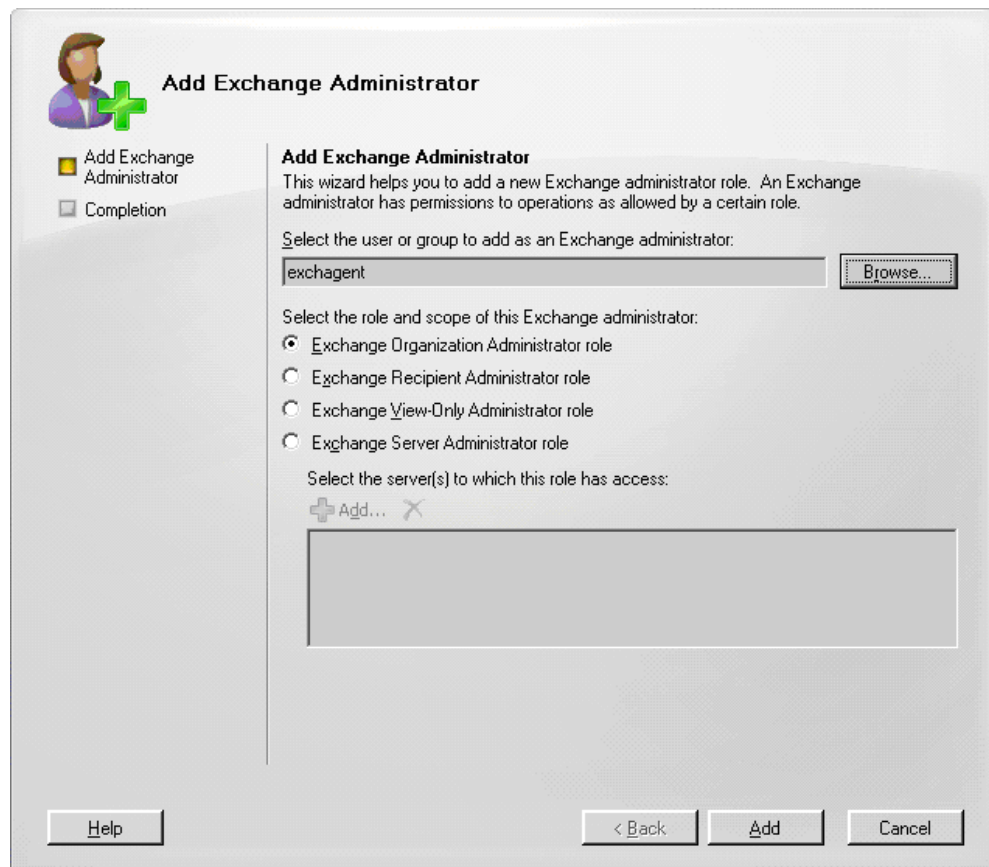 Add Exchange Administrator
Add Exchange
Administrator
Completion
Add Exchange Administrator
This wizard helps you to add a new Exchange administrator role. An Exchange
administrator has permissions to operations as allowed by a certain role.
Select the user or group to add as an Exchange administrator:
exchagent
Browse...
Select the role and scope of this Exchange administrator:
Exchange Organization Administrator role
Exchange Recipient Administrator role
Exchange View-Only Administrator role
Exchange Server Administrator role
Select the server(s) to which this role has access:
Add...
Help
< Back
Add
Cancel